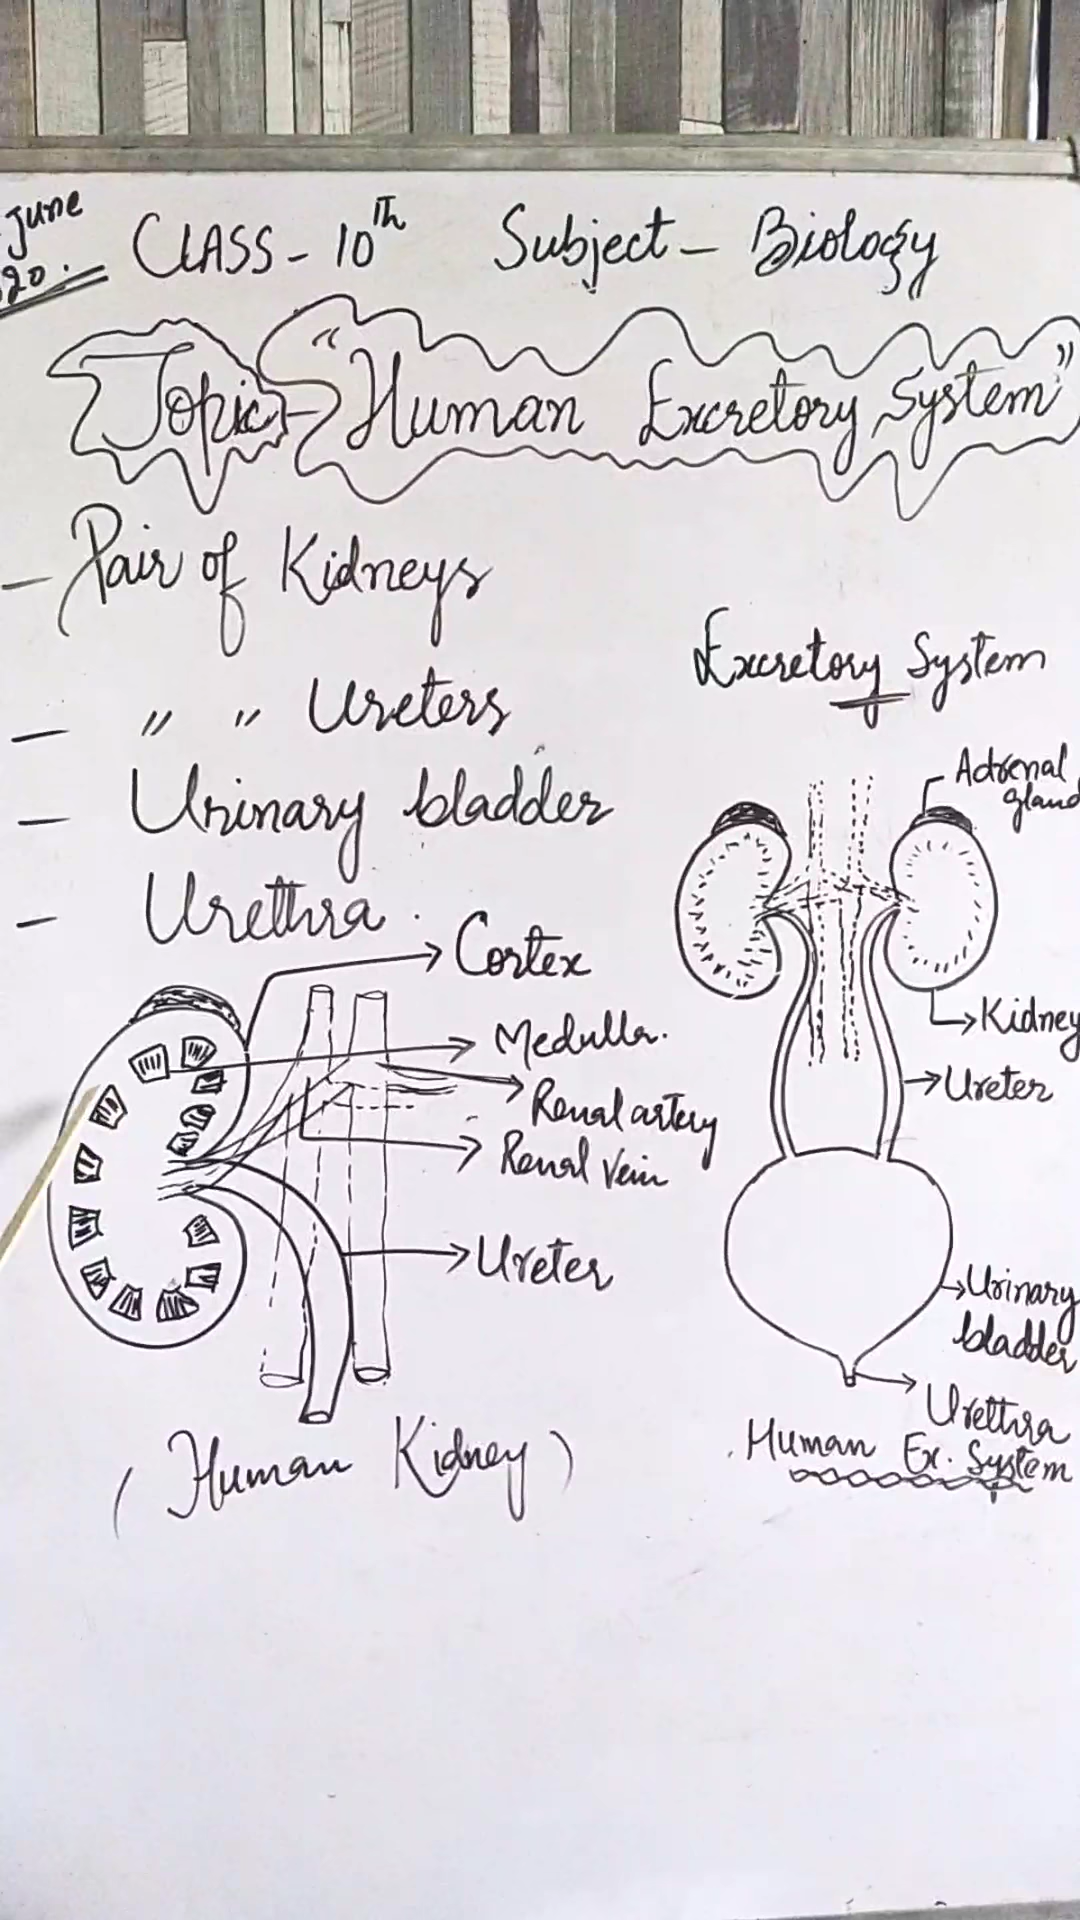 June
20.
CLASS - 10th Subject - Biology
Topic - "Human Excretory System"
- Pair of Kidneys
- " " Ureters
- Urinary bladder
- Urethra.
Excretory System
Adrenal
gland
Kidney
Ureter
Urinary
bladder
Urethra
Human Ex. System
Cortex
Medulla.
Renal artery
Renal Vein
Ureter
(Human Kidney)